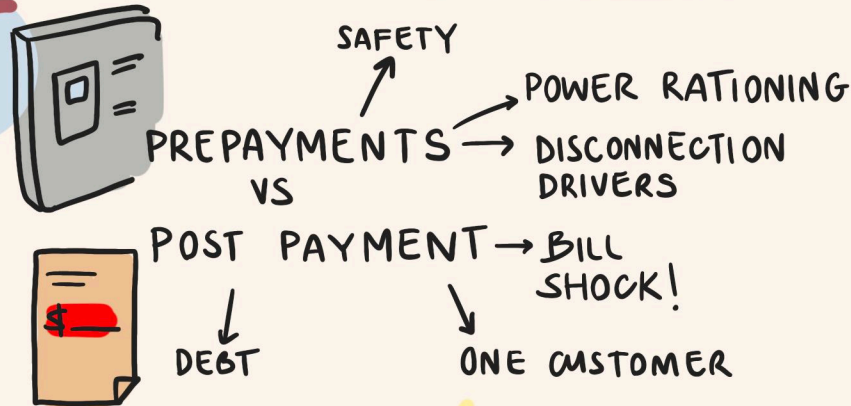 SAFETY
POWER RATIONING
PREPAYMENTS → DISCONNECTION
DRIVERS
VS
POST PAYMENT → BILL
SHOCK!
$
DEBT
ONE CUSTOMER